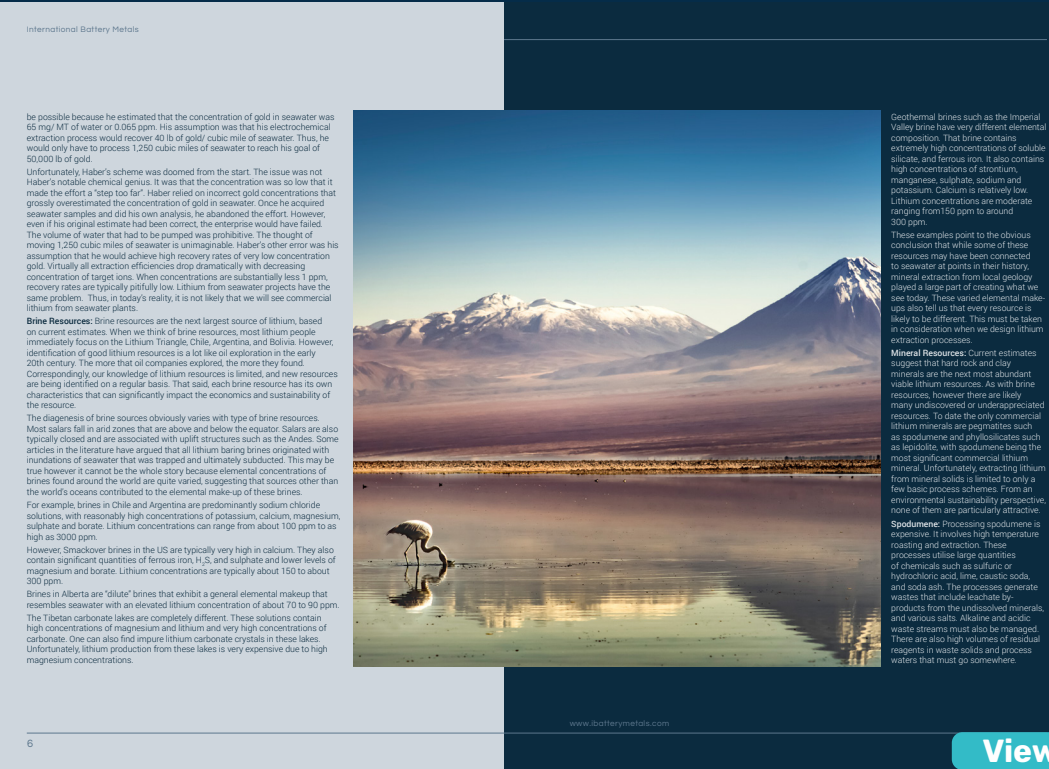 International Battery Metals
be possible because he estimated that the concentration of gold in seawater was
65 mg/ MT of water or 0.065 ppm. His assumption was that his electrochemical
extraction process would recover 40 lb of gold/ cubic mile of seawater. Thus, he
would only have to process 1,250 cubic miles of seawater to reach his goal of
50,000 lb of gold.
Unfortunately, Haber's scheme was doomed from the start. The issue was not
Haber's notable chemical genius. It was that the concentration was so low that it
made the effort a "step too far". Haber relied on incorrect gold concentrations that
grossly overestimated the concentration of gold in seawater. Once he acquired
seawater samples and did his own analysis, he abandoned the effort. However,
even if his original estimate had been correct, the enterprise would have failed.
The volume of water that had to be pumped was prohibitive. The thought of
moving 1,250 cubic miles of seawater is unimaginable. Haber's other error was his
assumption that he would achieve high recovery rates of very low concentration
gold. Virtually all extraction efficiencies drop dramatically with decreasing
concentration of target ions. When concentrations are substantially less 1 ppm,
recovery rates are typically pitifully low. Lithium from seawater projects have the
same problem. Thus, in today's reality, it is not likely that we will see commercial
lithium from seawater plants.
Brine Resources: Brine resources are the next largest source of lithium, based
on current estimates. When we think of brine resources, most lithium people
immediately focus on the Lithium Triangle, Chile, Argentina, and Bolivia. However,
identification of good lithium resources is a lot like oil exploration in the early
20th century. The more that oil companies explored, the more they found.
Correspondingly, our knowledge of lithium resources is limited, and new resources
are being identified on a regular basis. That said, each brine resource has its own
characteristics that can significantly impact the economics and sustainability of
the resource.
The diagenesis of brine sources obviously varies with type of brine resources.
Most salars fall in arid zones that are above and below the equator. Salars are also
typically closed and are associated with uplift structures such as the Andes. Some
articles in the literature have argued that all lithium baring brines originated with
inundations of seawater that was trapped and ultimately subducted. This may be
true however it cannot be the whole story because elemental concentrations of
brines found around the world are quite varied, suggesting that sources other than
the world's oceans contributed to the elemental make-up of these brines.
For example, brines in Chile and Argentina are predominantly sodium chloride
solutions, with reasonably high concentrations of potassium, calcium, magnesium,
sulphate and borate. Lithium concentrations can range from about 100 ppm to as
high as 3000 ppm.
However, Smackover brines in the US are typically very high in calcium. They also
contain significant quantities of ferrous iron, H₂S, and sulphate and lower levels of
magnesium and borate. Lithium concentrations are typically about 150 to about
300 ppm.
Brines in Alberta are "dilute" brines that exhibit a general elemental makeup that
resembles seawater with an elevated lithium concentration of about 70 to 90 ppm.
The Tibetan carbonate lakes are completely different. These solutions contain
high concentrations of magnesium and lithium and very high concentrations of
carbonate. One can also find impure lithium carbonate crystals in these lakes.
Unfortunately, lithium production from these lakes is very expensive due to high
magnesium concentrations.
Geothermal brines such as the Imperial
Valley brine have very different elemental
composition. That brine contains
extremely high concentrations of soluble
silicate, and ferrous iron. It also contains
high concentrations of strontium,
manganese, sulphate, sodium and
potassium. Calcium is relatively low.
Lithium concentrations are moderate
ranging from150 ppm to around
300 ppm.
These examples point to the obvious
conclusion that while some of these
resources may have been connected
to seawater at points in their history,
mineral extraction from local geology
played a large part of creating what we
see today. These varied elemental make-
ups also tell us that every resource is
likely to be different. This must be taken
in consideration when we design lithium
extraction processes.
Mineral Resources: Current estimates
suggest that hard rock and clay
minerals are the next most abundant
viable lithium resources. As with brine
resources, however there are likely
many undiscovered or underappreciated
resources. To date the only commercial
lithium minerals are pegmatites such
as spodumene and phyllosilicates such
as lepidolite, with spodumene being the
most significant commercial lithium
mineral. Unfortunately, extracting lithium
from mineral solids is limited to only a
few basic process schemes. From an
environmental sustainability perspective,
none of them are particularly attractive.
Spodumene: Processing spodumene is
expensive. It involves high temperature
roasting and extraction. These
processes utilise large quantities
of chemicals such as sulfuric or
hydrochloric acid, lime, caustic soda,
and soda ash. The processes generate
wastes that include leachate by-
products from the undissolved minerals,
and various salts. Alkaline and acidic
waste streams must also be managed.
There are also high volumes of residual
reagents in waste solids and process
waters that must go somewhere.
www.ibatterymetals.com
6
View